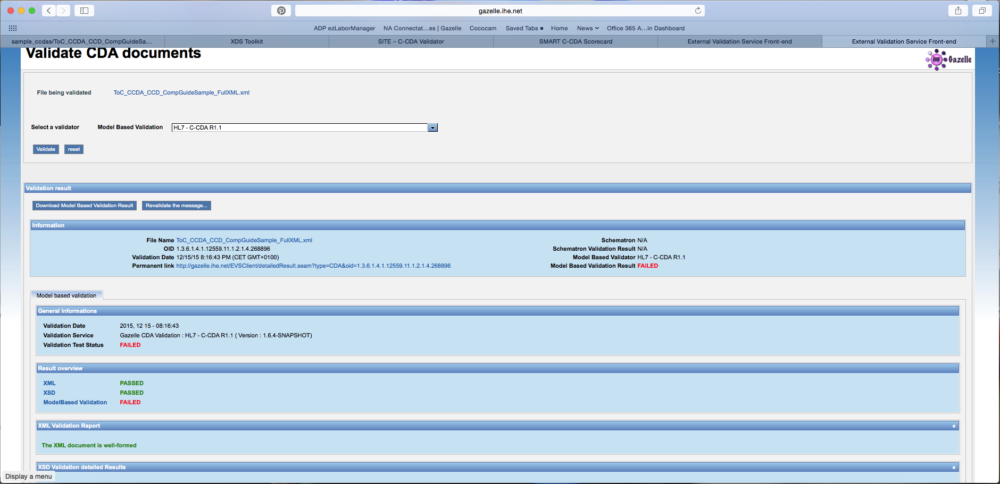 gazelle.ihe.net
ADP ezLaborManager NA Connectat...es | Gazelle Cococam Saved Tabs Home News Office 365 A...in Dashboard
sample_ccdas/ToC_CCDA_CCD_CompGuideSa... XDS Toolkit SITE – C-CDA Validator SMART C-CDA Scorecard External Validation Service Front-end External Validation Service Front-end +
Validate CDA documents
IHE Gazelle
File being validated ToC_CCDA_CCD_CompGuideSample_FullXML.xml
Select a validator Model Based Validation HL7 - C-CDA R1.1
Validate reset
Validation result
Download Model Based Validation Result Revalidate the message...
Information
File Name ToC_CCDA_CCD_CompGuideSample_FullXML.xml Schematron N/A
OID 1.3.6.1.4.1.12559.11.1.2.1.4.268896 Schematron Validation Result N/A
Validation Date 12/15/15 8:16:43 PM (CET GMT+0100) Model Based Validator HL7 - C-CDA R1.1
Permanent link http://gazelle.ihe.net/EVSClient/detailedResult.seam?type=CDA&oid=1.3.6.1.4.1.12559.11.1.2.1.4.268896 Model Based Validation Result FAILED
Model based validation
General Informations
Validation Date 2015, 12 15 - 08:16:43
Validation Service Gazelle CDA Validation : HL7 - C-CDA R1.1 ( Version : 1.6.4-SNAPSHOT)
Validation Test Status FAILED
Result overview
XML PASSED
XSD PASSED
ModelBased Validation FAILED
XML Validation Report «
The XML document is well-formed
XSD Validation detailed Results «
Display a menu